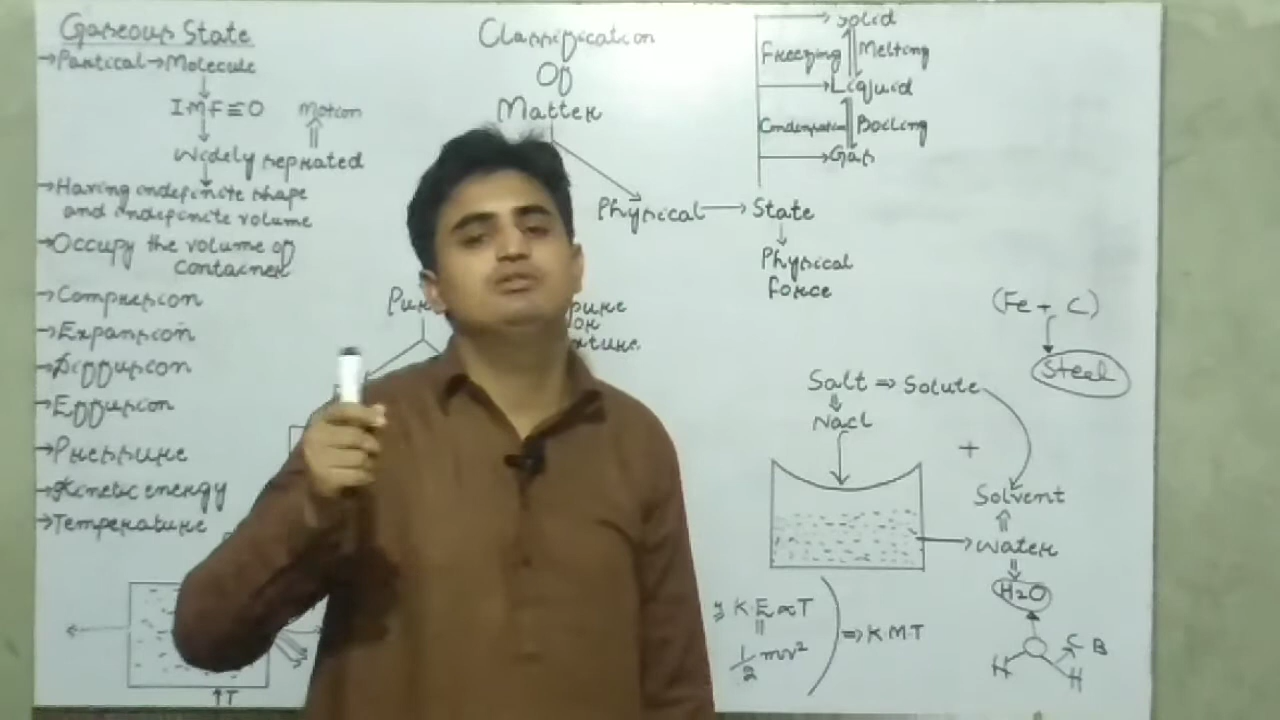 Gaseous State
→Partical→Molecule
IMF≡0
Motion
Widely seprated
→Having indefinite shape
and indefinite volume
→Occupy the volume of
container
→Compression
→Expansion
→Diffusion
→Effusion
→Pressure
→Kinetic energy
→Temperature
↑T
Classification
Of
Matter
Physical→State
Physical
force
Solid
Freezing Melting
Liquid
Condensation Boiling
Gas
(Fe + C)
Steel
Salt ⇒ Solute
Nacl
+
Solvent
Water
H2O
H H
C B
K.E ∝ T
1/2 mv²
⇒K.M.T